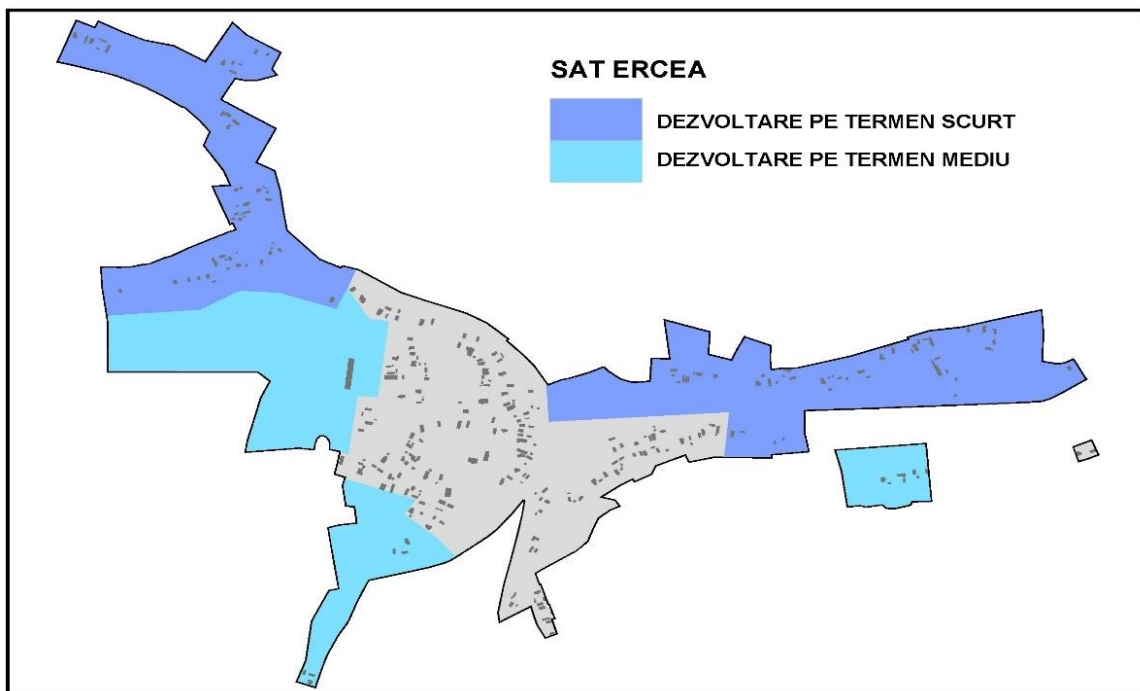 SAT ERCEA
DEZVOLTARE PE TERMEN SCURT
DEZVOLTARE PE TERMEN MEDIU